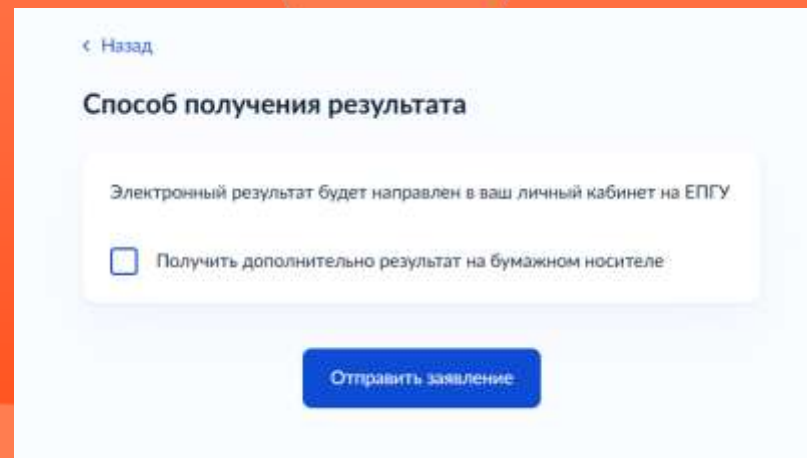 Назад
Способ получения результата
Электронный результат будет направлен в ваш личный кабинет на ЕПГУ
Получить дополнительно результат на бумажном носителе
Отправить заявление